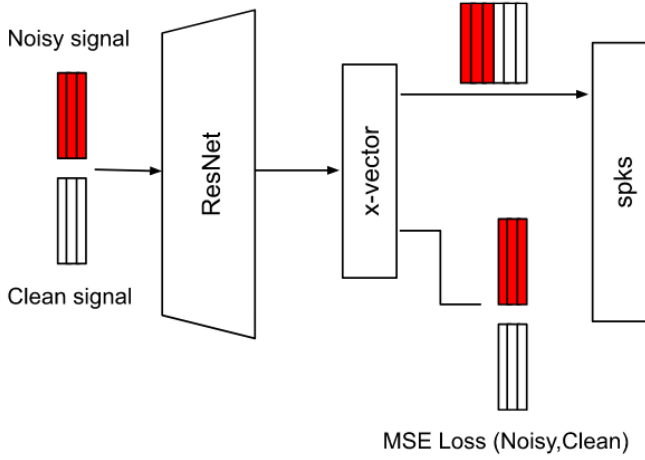 Noisy signal
Clean signal
ResNet
x-vector
spks
MSE Loss (Noisy,Clean)